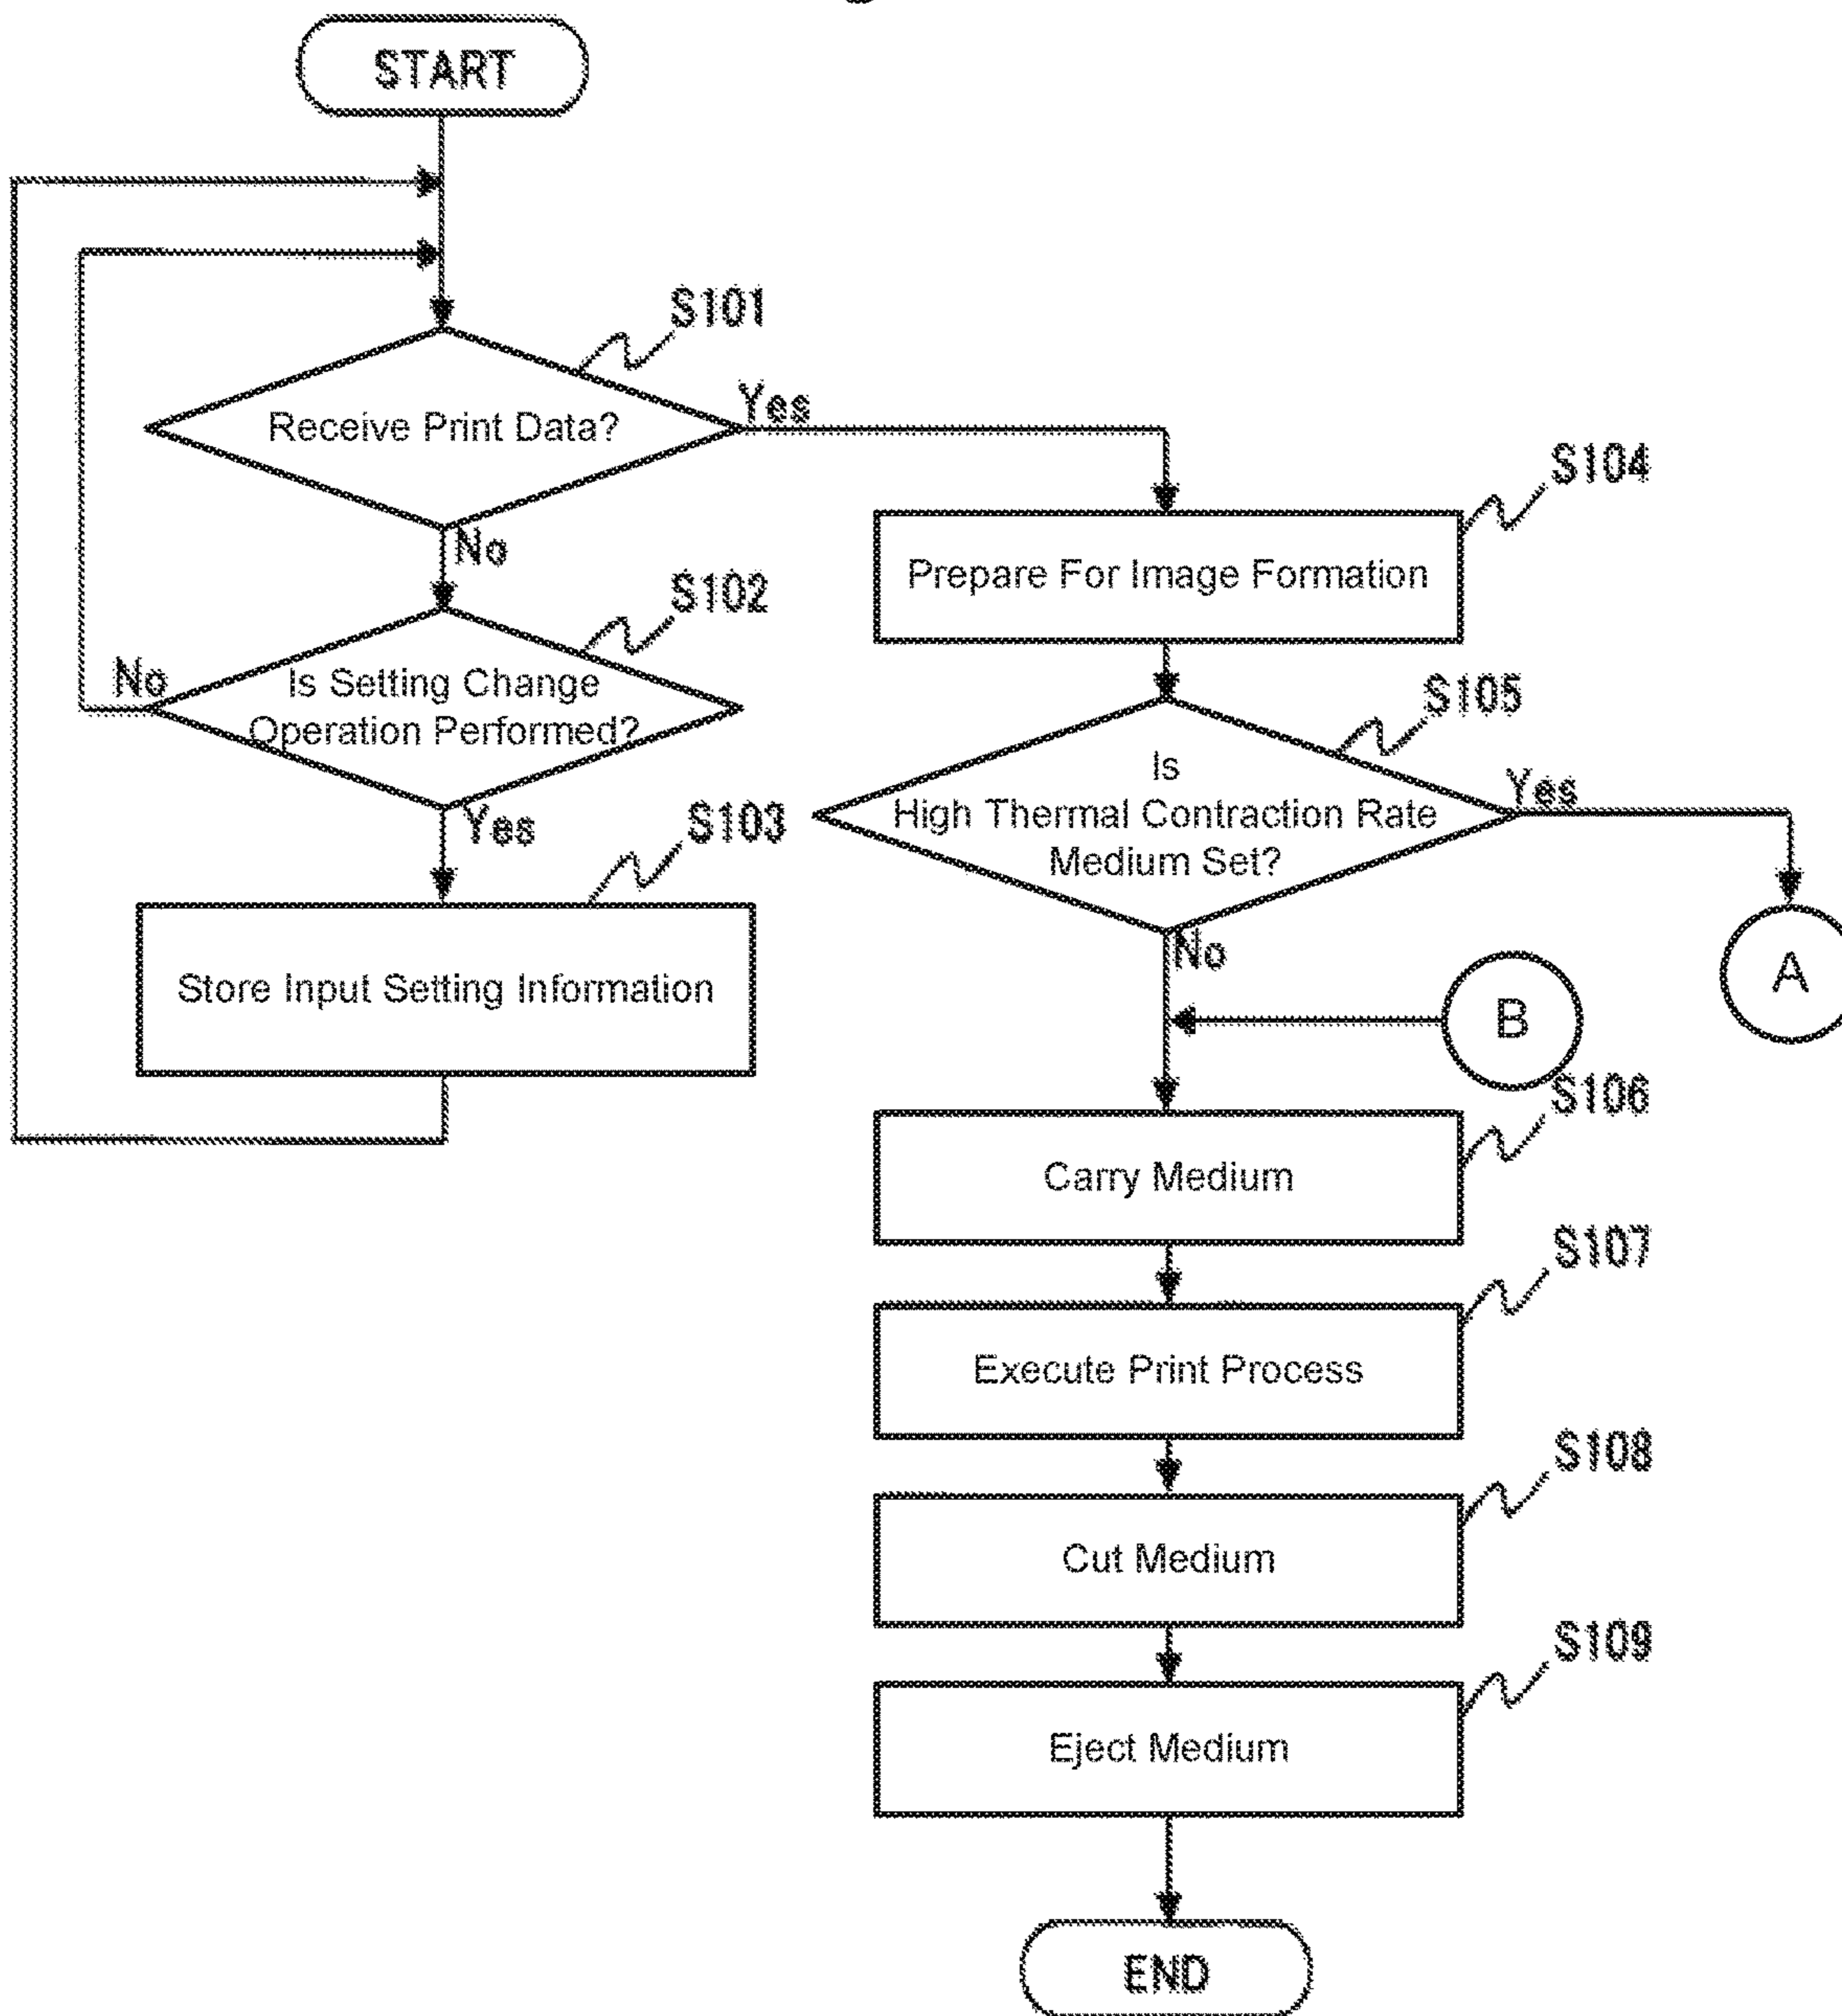 START
S101
Receive Print Data?
Yes
No
S102
Is Setting Change
Operation Performed?
No
Yes
S103
Store Input Setting Information
S104
Prepare For Image Formation
S105
Is
High Thermal Contraction Rate
Medium Set?
Yes
A
No
B
S106
Carry Medium
S107
Execute Print Process
S108
Cut Medium
S109
Eject Medium
END